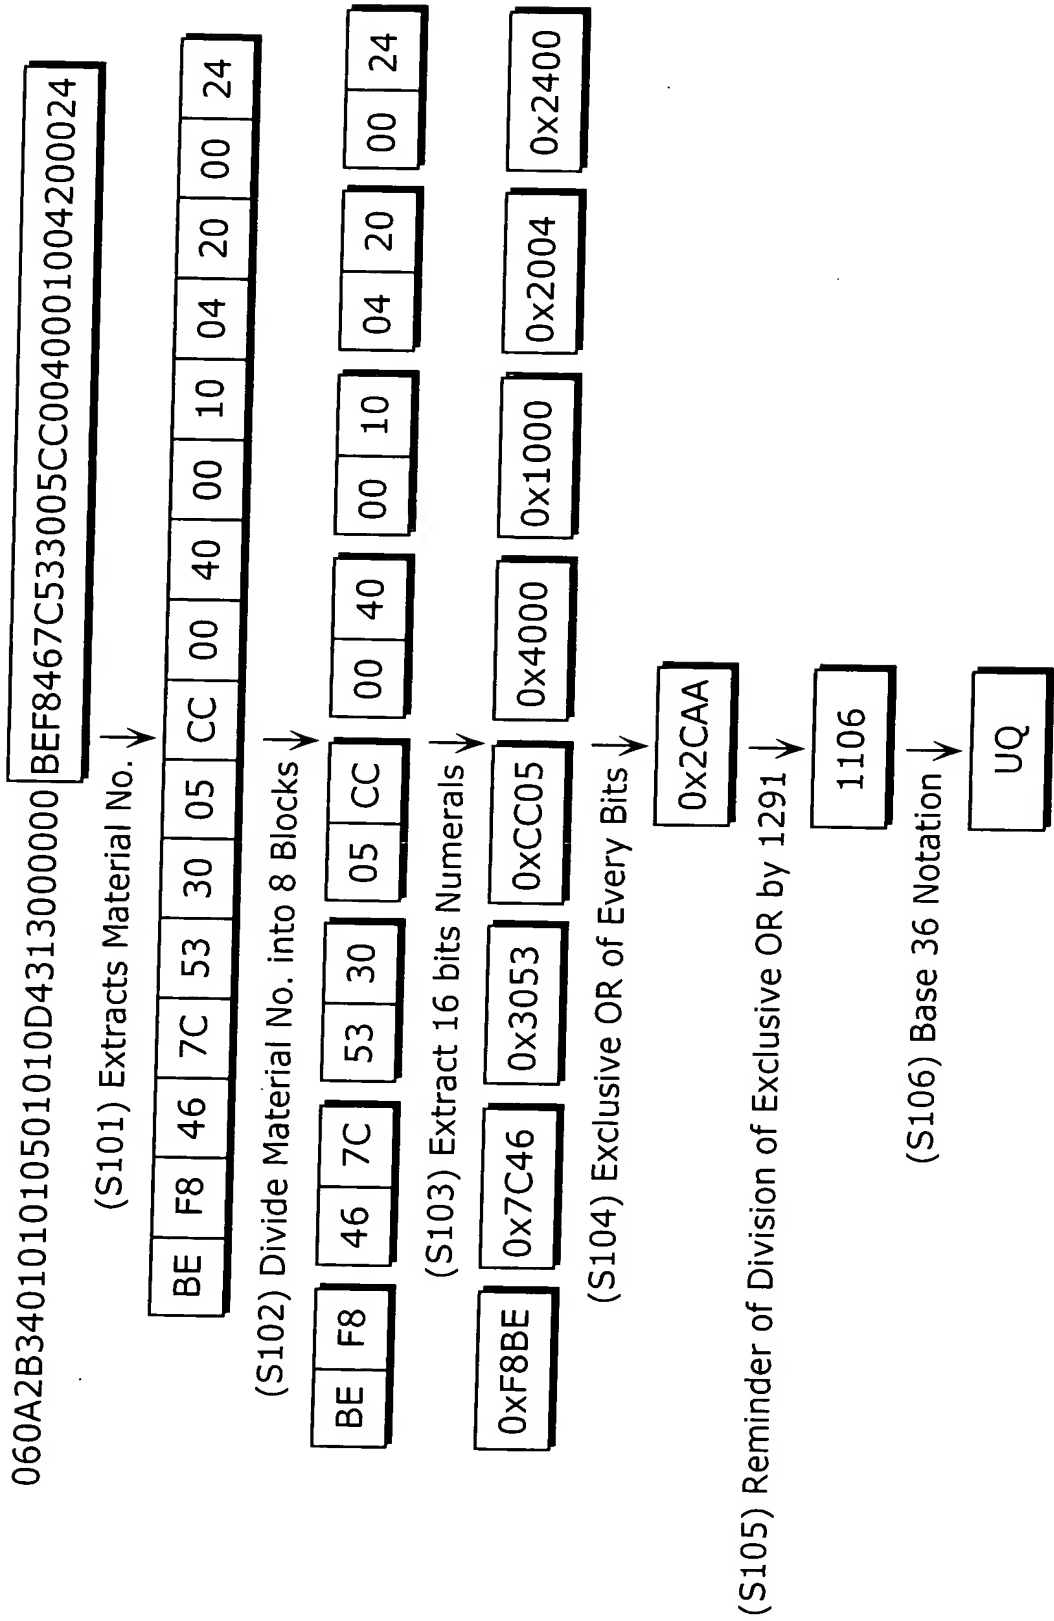 060A2B340101010501010D43130000000BEF8467C533005CC00400010042000​24
(S101) Extracts Material No.
BE F8 46 7C 53 30 05 CC 00 40 00 10 04 20 00 24
(S102) Divide Material No. into 8 Blocks
BE F8 46 7C 53 30 05 CC 00 40 00 10 04 20 00 24
(S103) Extract 16 bits Numerals
0xF8BE 0x7C46 0x3053 0xCC05 0x4000 0x1000 0x2004 0x2400
(S104) Exclusive OR of Every Bits
0x2CAA
(S105) Reminder of Division of Exclusive OR by 1291
1106
(S106) Base 36 Notation
UQ